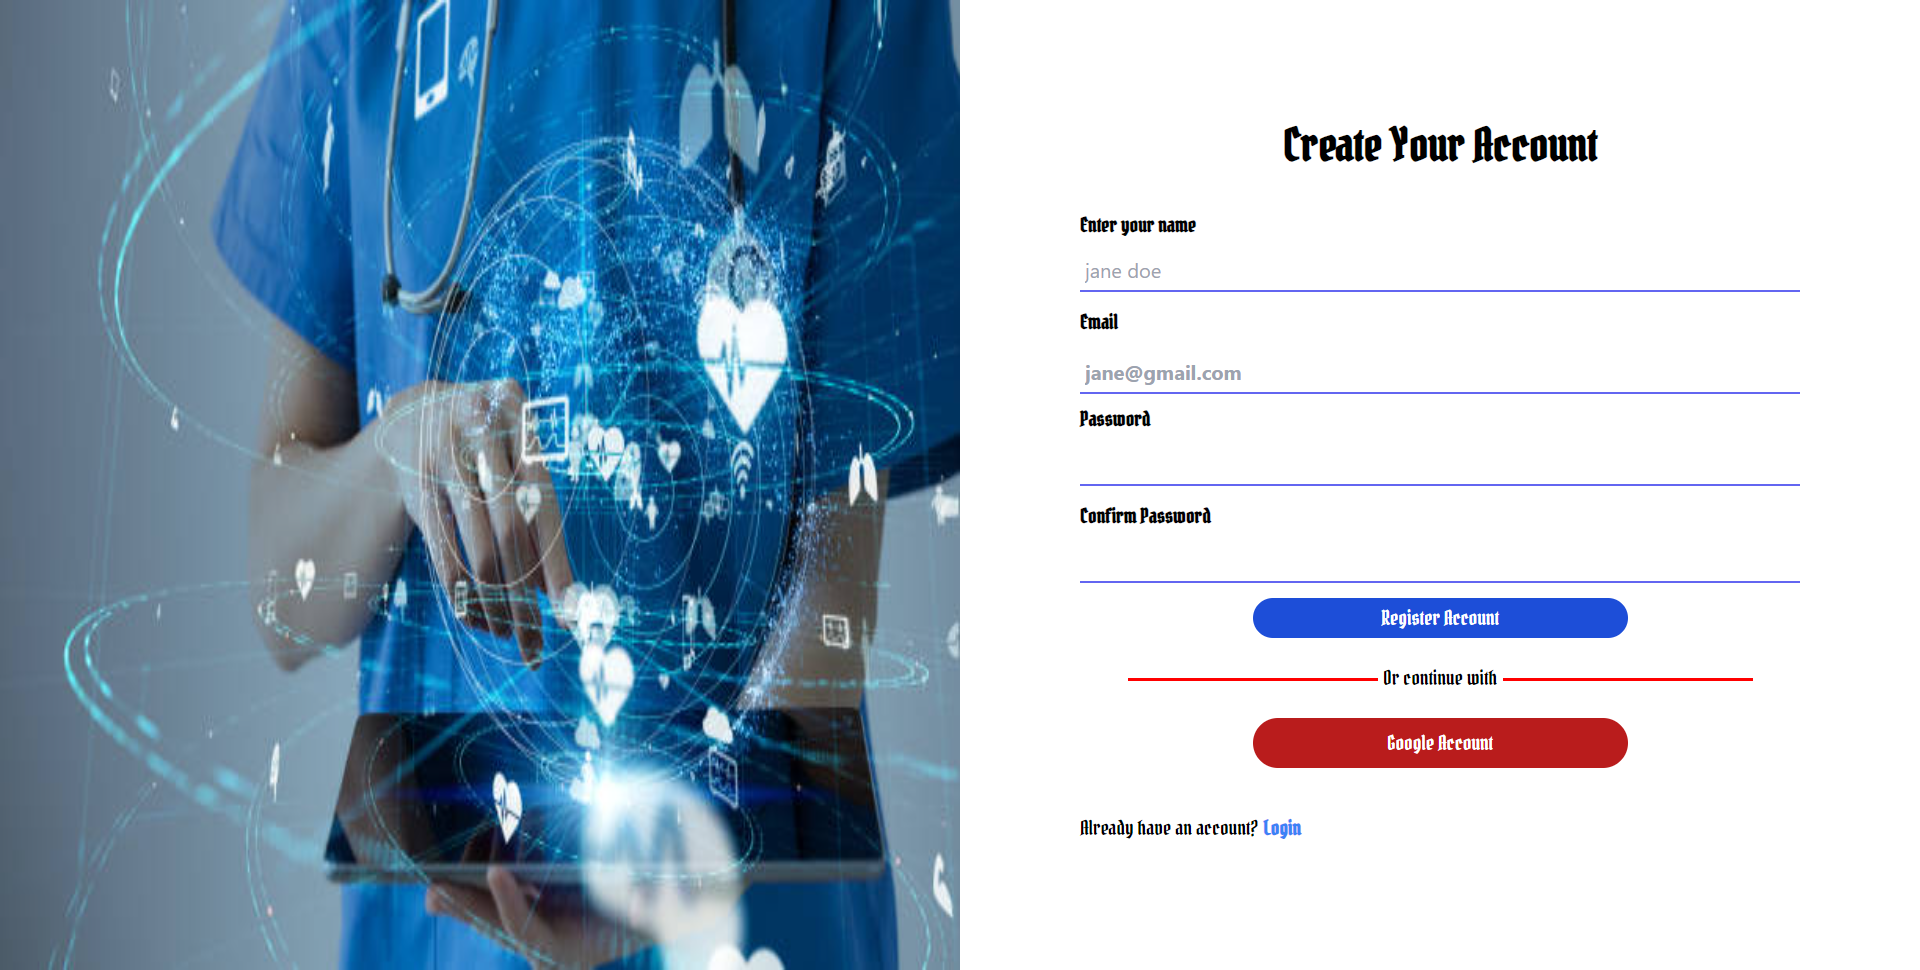 Create Your Account
Enter your name
jane doe
Email
jane@gmail.com
Password
Confirm Password
Register Account
Or continue with
Google Account
Already have an account? Login